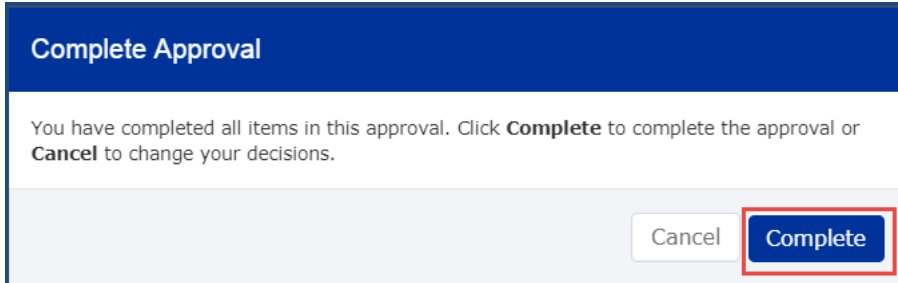 Complete Approval
You have completed all items in this approval. Click Complete to complete the approval or
Cancel to change your decisions.
Cancel Complete